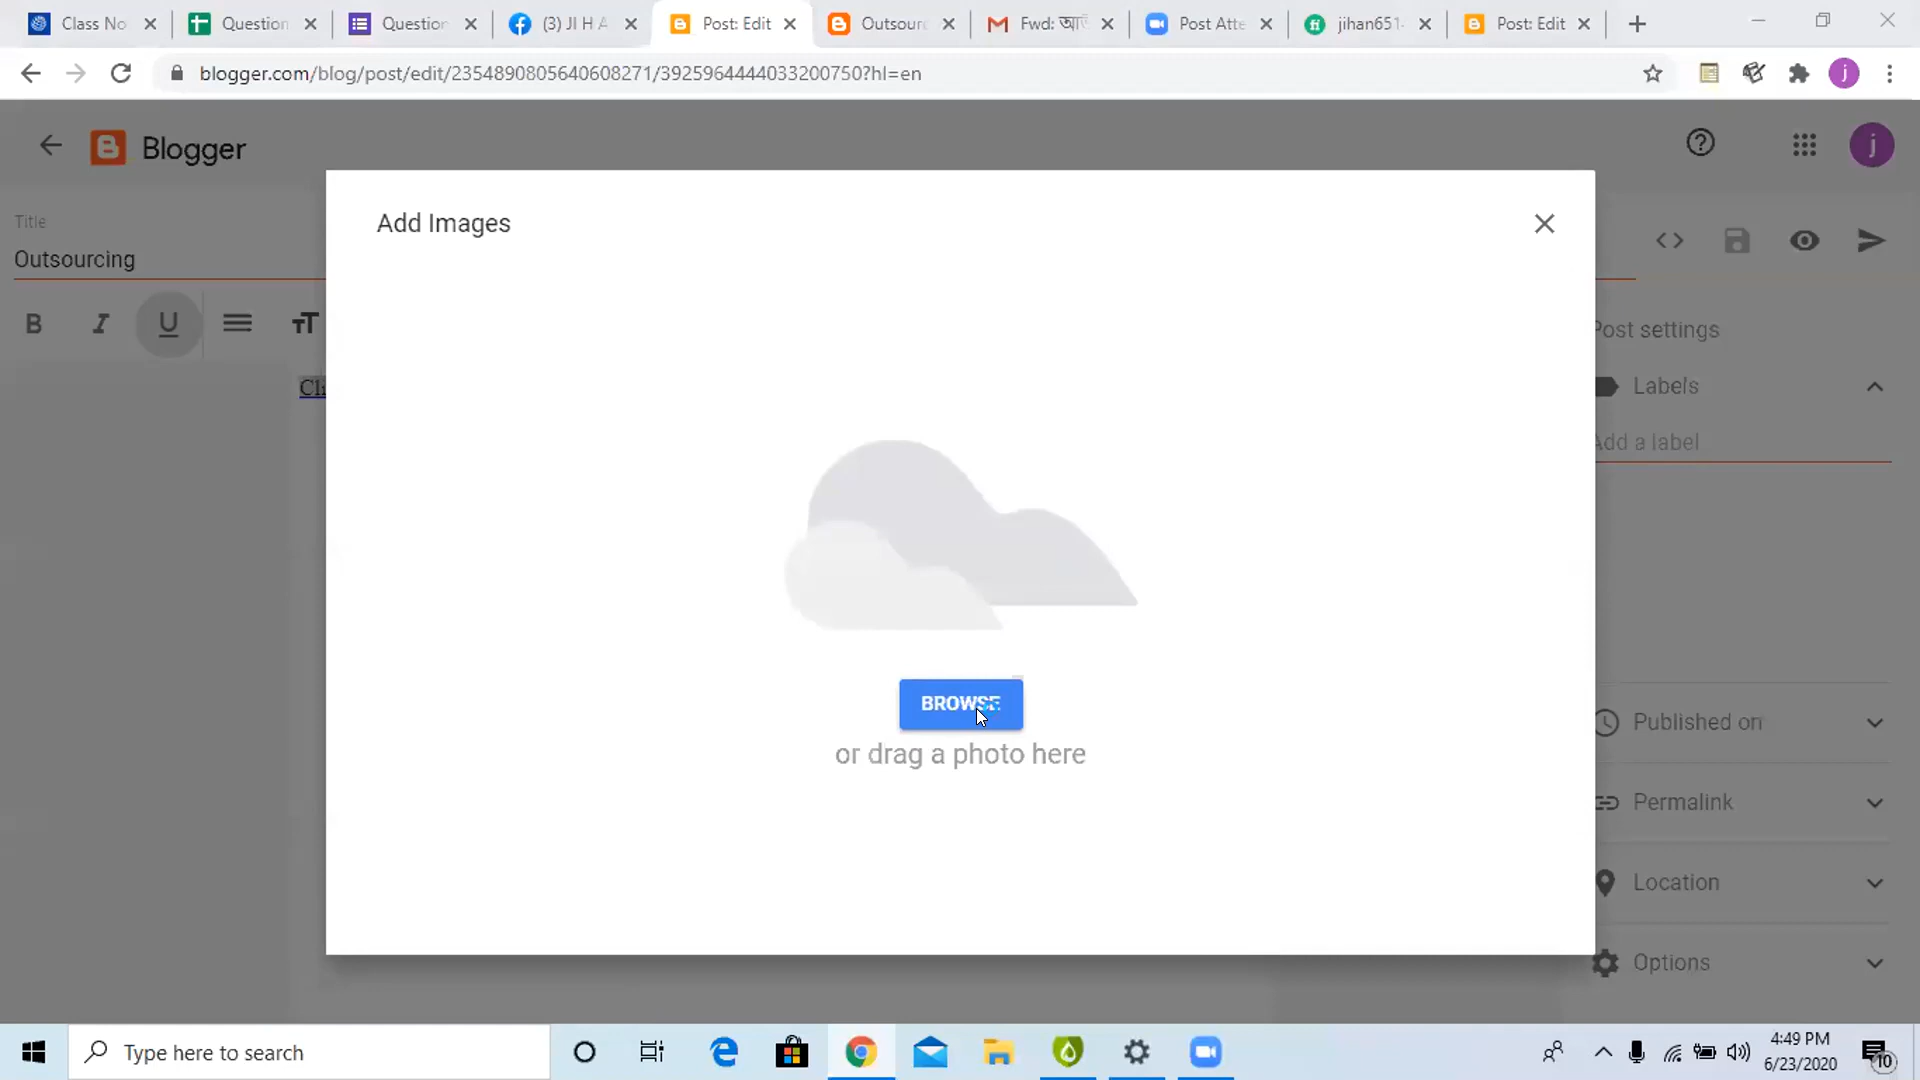 Class No
Question
Question
(3) JI H A
Post: Edit
Outsourc
Fwd:
Post Atte
jihan651-
Post: Edit
blogger.com/blog/post/edit/2354890805640608271/3925964444033200750?hl=en
j
Blogger
j
Title
Outsourcing
Add Images
B I U
Post settings
Labels
Add a label
BROWSE
or drag a photo here
Published on
Permalink
Location
Options
Type here to search
4:49 PM
6/23/2020
10